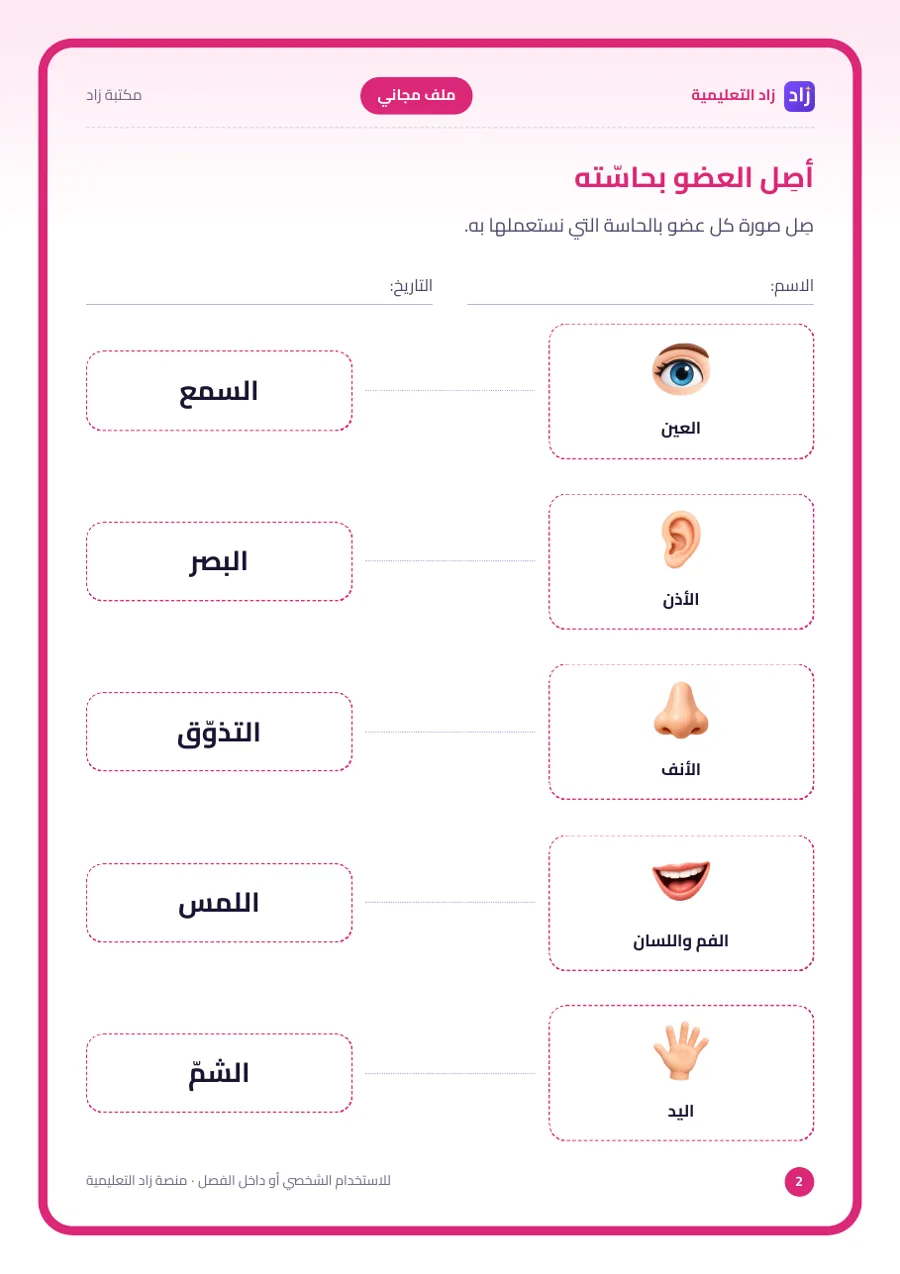 زاد زاد التعليمية
ملف مجاني
مكتبة زاد
أصِل العضو بحاسّته
صِل صورة كل عضو بالحاسة التي نستعملها به.
الاسم:
التاريخ:
العين
السمع
الأذن
البصر
الأنف
التذوّق
الفم واللسان
اللمس
اليد
الشمّ
2
للاستخدام الشخصي أو داخل الفصل · منصة زاد التعليمية